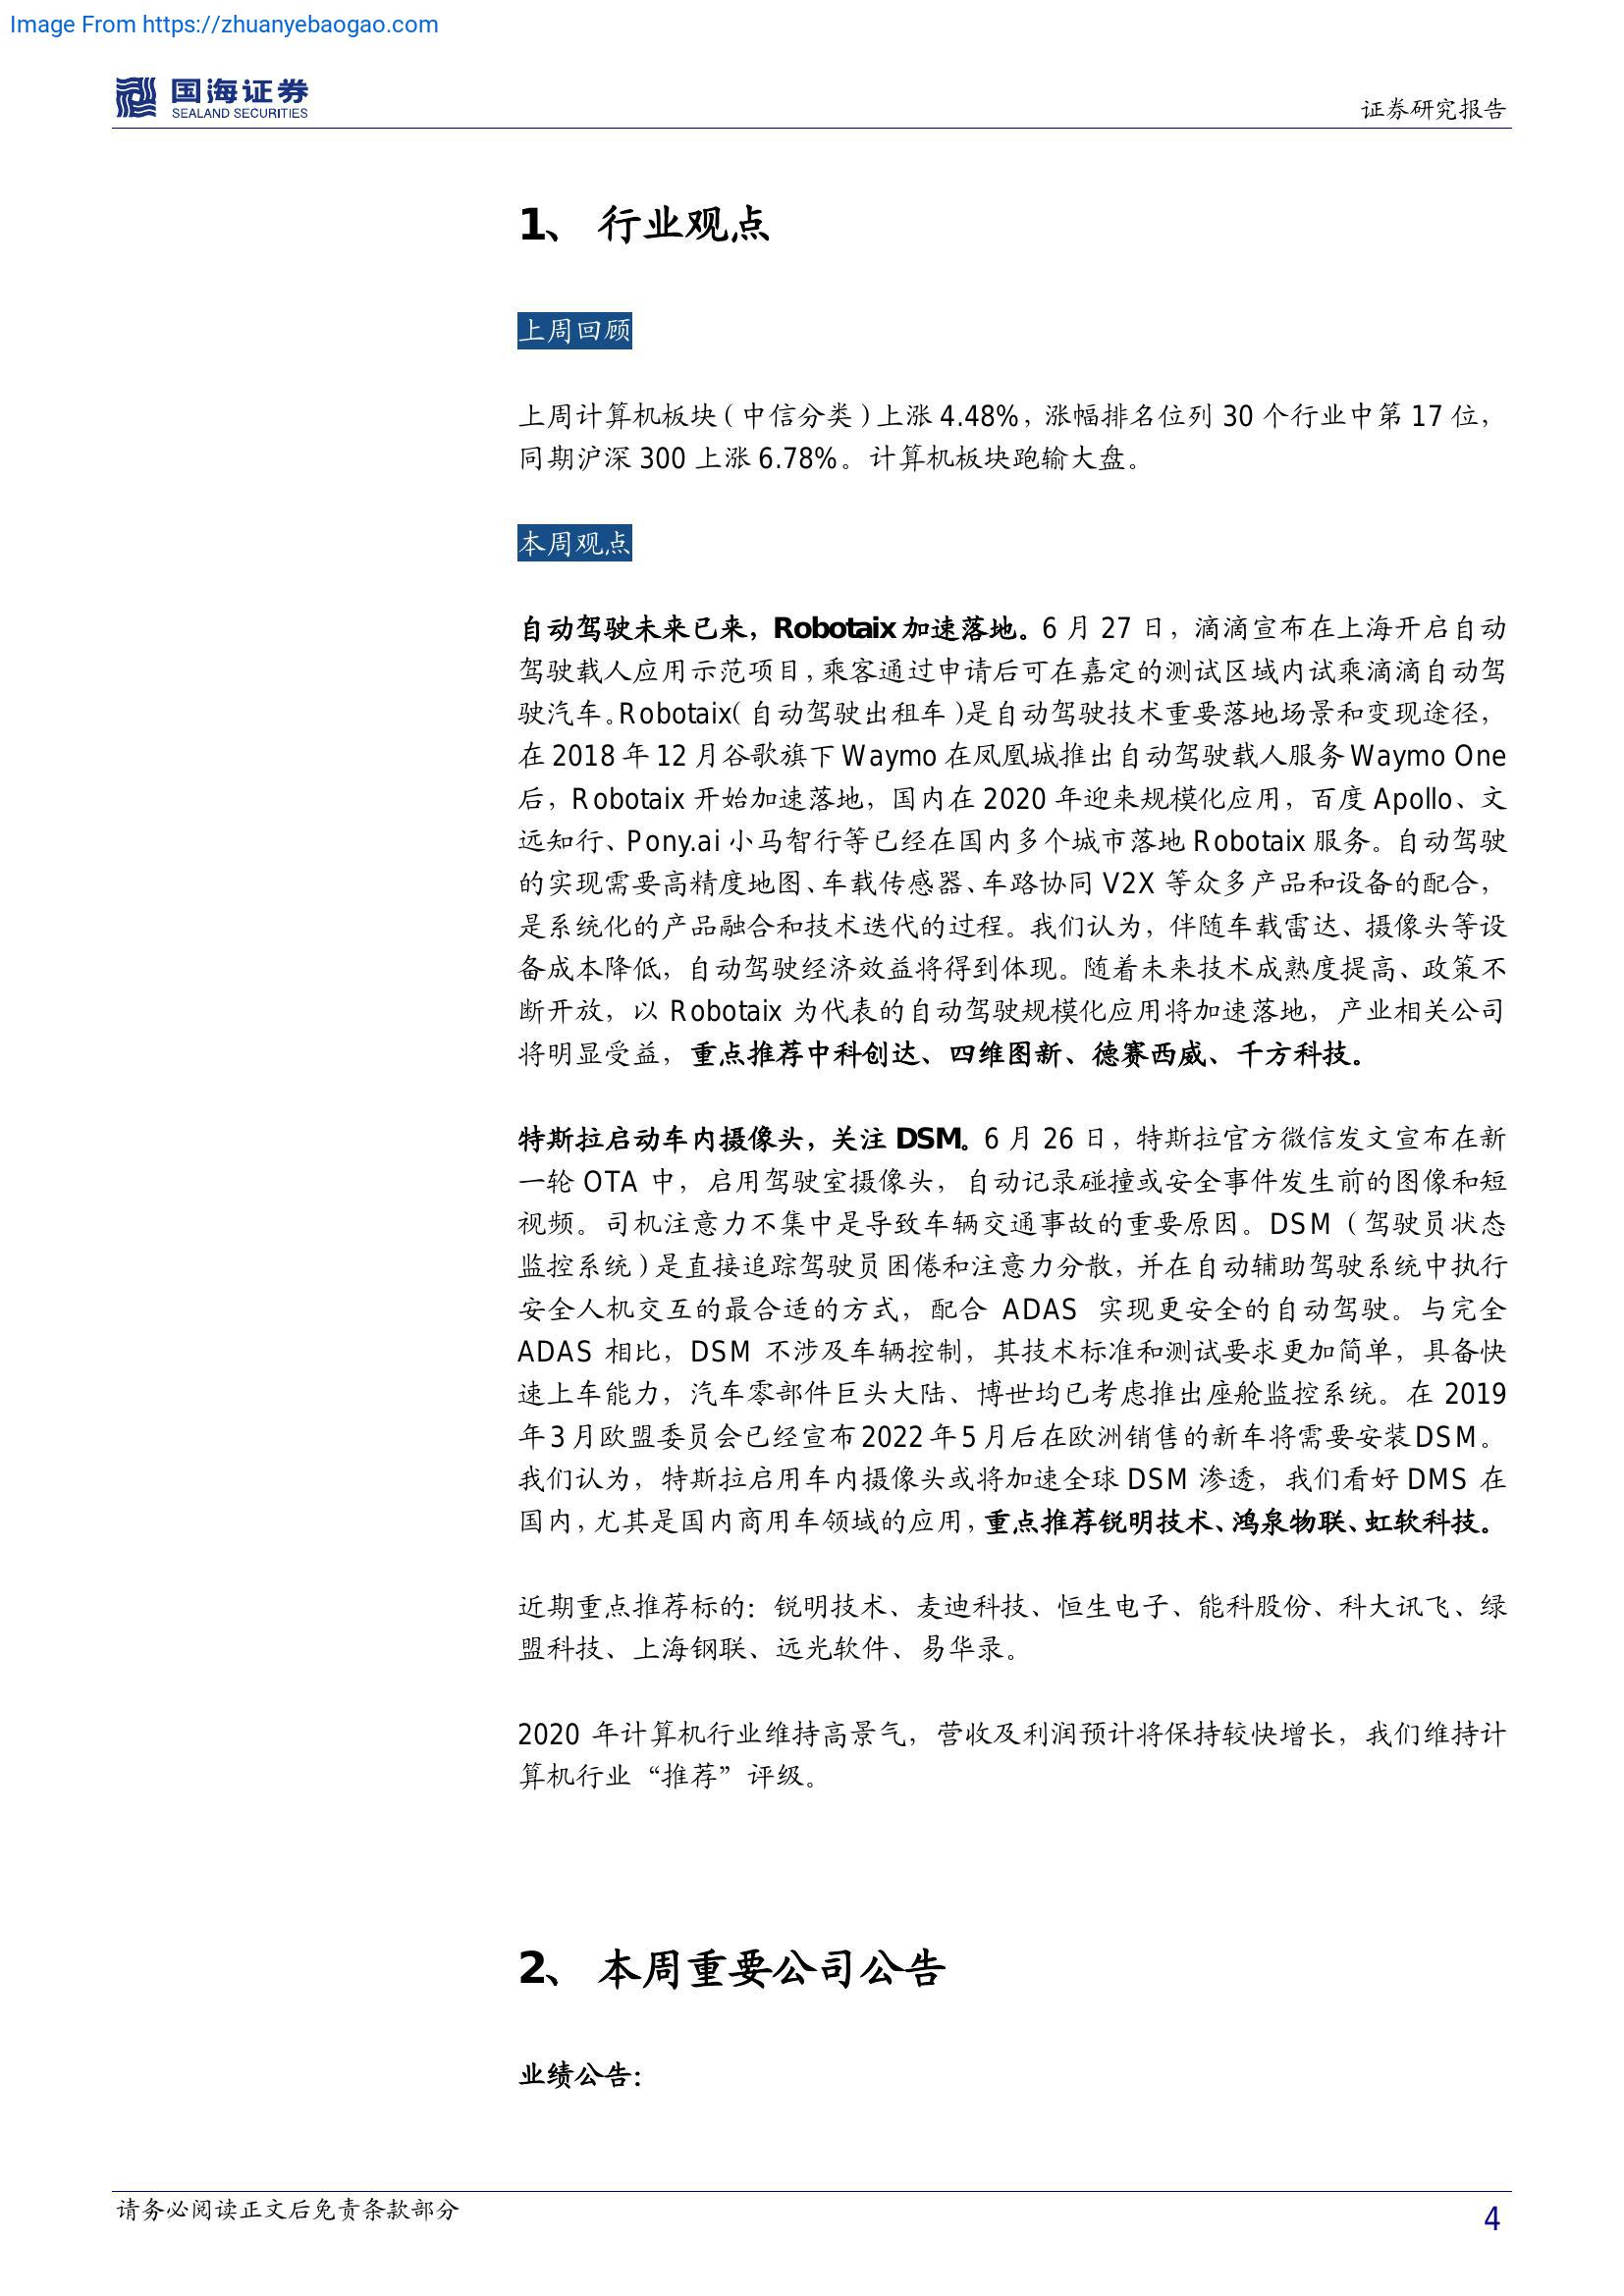 Image From https://zhuanyebaogao.com
国海证券
SEALAND SECURITIES
证券研究报告
1、 行业观点
上周回顾
上周计算机板块（中信分类）上涨 4.48%，涨幅排名位列 30 个行业中第 17 位，
同期沪深 300 上涨 6.78%。计算机板块跑输大盘。
本周观点
自动驾驶未来已来，Robotaix 加速落地。6 月 27 日，滴滴宣布在上海开启自动
驾驶载人应用示范项目，乘客通过申请后可在嘉定的测试区域内试乘滴滴自动驾
驶汽车。Robotaix（自动驾驶出租车）是自动驾驶技术重要落地场景和变现途径，
在 2018 年 12 月谷歌旗下 Waymo 在凤凰城推出自动驾驶载人服务 Waymo One
后，Robotaix 开始加速落地，国内在 2020 年迎来规模化应用，百度 Apollo、文
远知行、Pony.ai 小马智行等已经在国内多个城市落地 Robotaix 服务。自动驾驶
的实现需要高精度地图、车载传感器、车路协同 V2X 等众多产品和设备的配合，
是系统化的产品融合和技术迭代的过程。我们认为，伴随车载雷达、摄像头等设
备成本降低，自动驾驶经济效益将得到体现。随着未来技术成熟度提高、政策不
断开放，以 Robotaix 为代表的自动驾驶规模化应用将加速落地，产业相关公司
将明显受益，重点推荐中科创达、四维图新、德赛西威、千方科技。
特斯拉启动车内摄像头，关注 DSM。6 月 26 日，特斯拉官方微信发文宣布在新
一轮 OTA 中，启用驾驶室摄像头，自动记录碰撞或安全事件发生前的图像和短
视频。司机注意力不集中是导致车辆交通事故的重要原因。DSM（驾驶员状态
监控系统）是直接追踪驾驶员困倦和注意力分散，并在自动辅助驾驶系统中执行
安全人机交互的最合适的方式，配合 ADAS 实现更安全的自动驾驶。与完全
ADAS 相比，DSM 不涉及车辆控制，其技术标准和测试要求更加简单，具备快
速上车能力，汽车零部件巨头大陆、博世均已考虑推出座舱监控系统。在 2019
年 3 月欧盟委员会已经宣布 2022 年 5 月后在欧洲销售的新车将需要安装 DSM。
我们认为，特斯拉启用车内摄像头或将加速全球 DSM 渗透，我们看好 DMS 在
国内，尤其是国内商用车领域的应用，重点推荐锐明技术、鸿泉物联、虹软科技。
近期重点推荐标的：锐明技术、麦迪科技、恒生电子、能科股份、科大讯飞、绿
盟科技、上海钢联、远光软件、易华录。
2020 年计算机行业维持高景气，营收及利润预计将保持较快增长，我们维持计
算机行业“推荐”评级。
2、 本周重要公司公告
业绩公告：
请务必阅读正文后免责条款部分
4